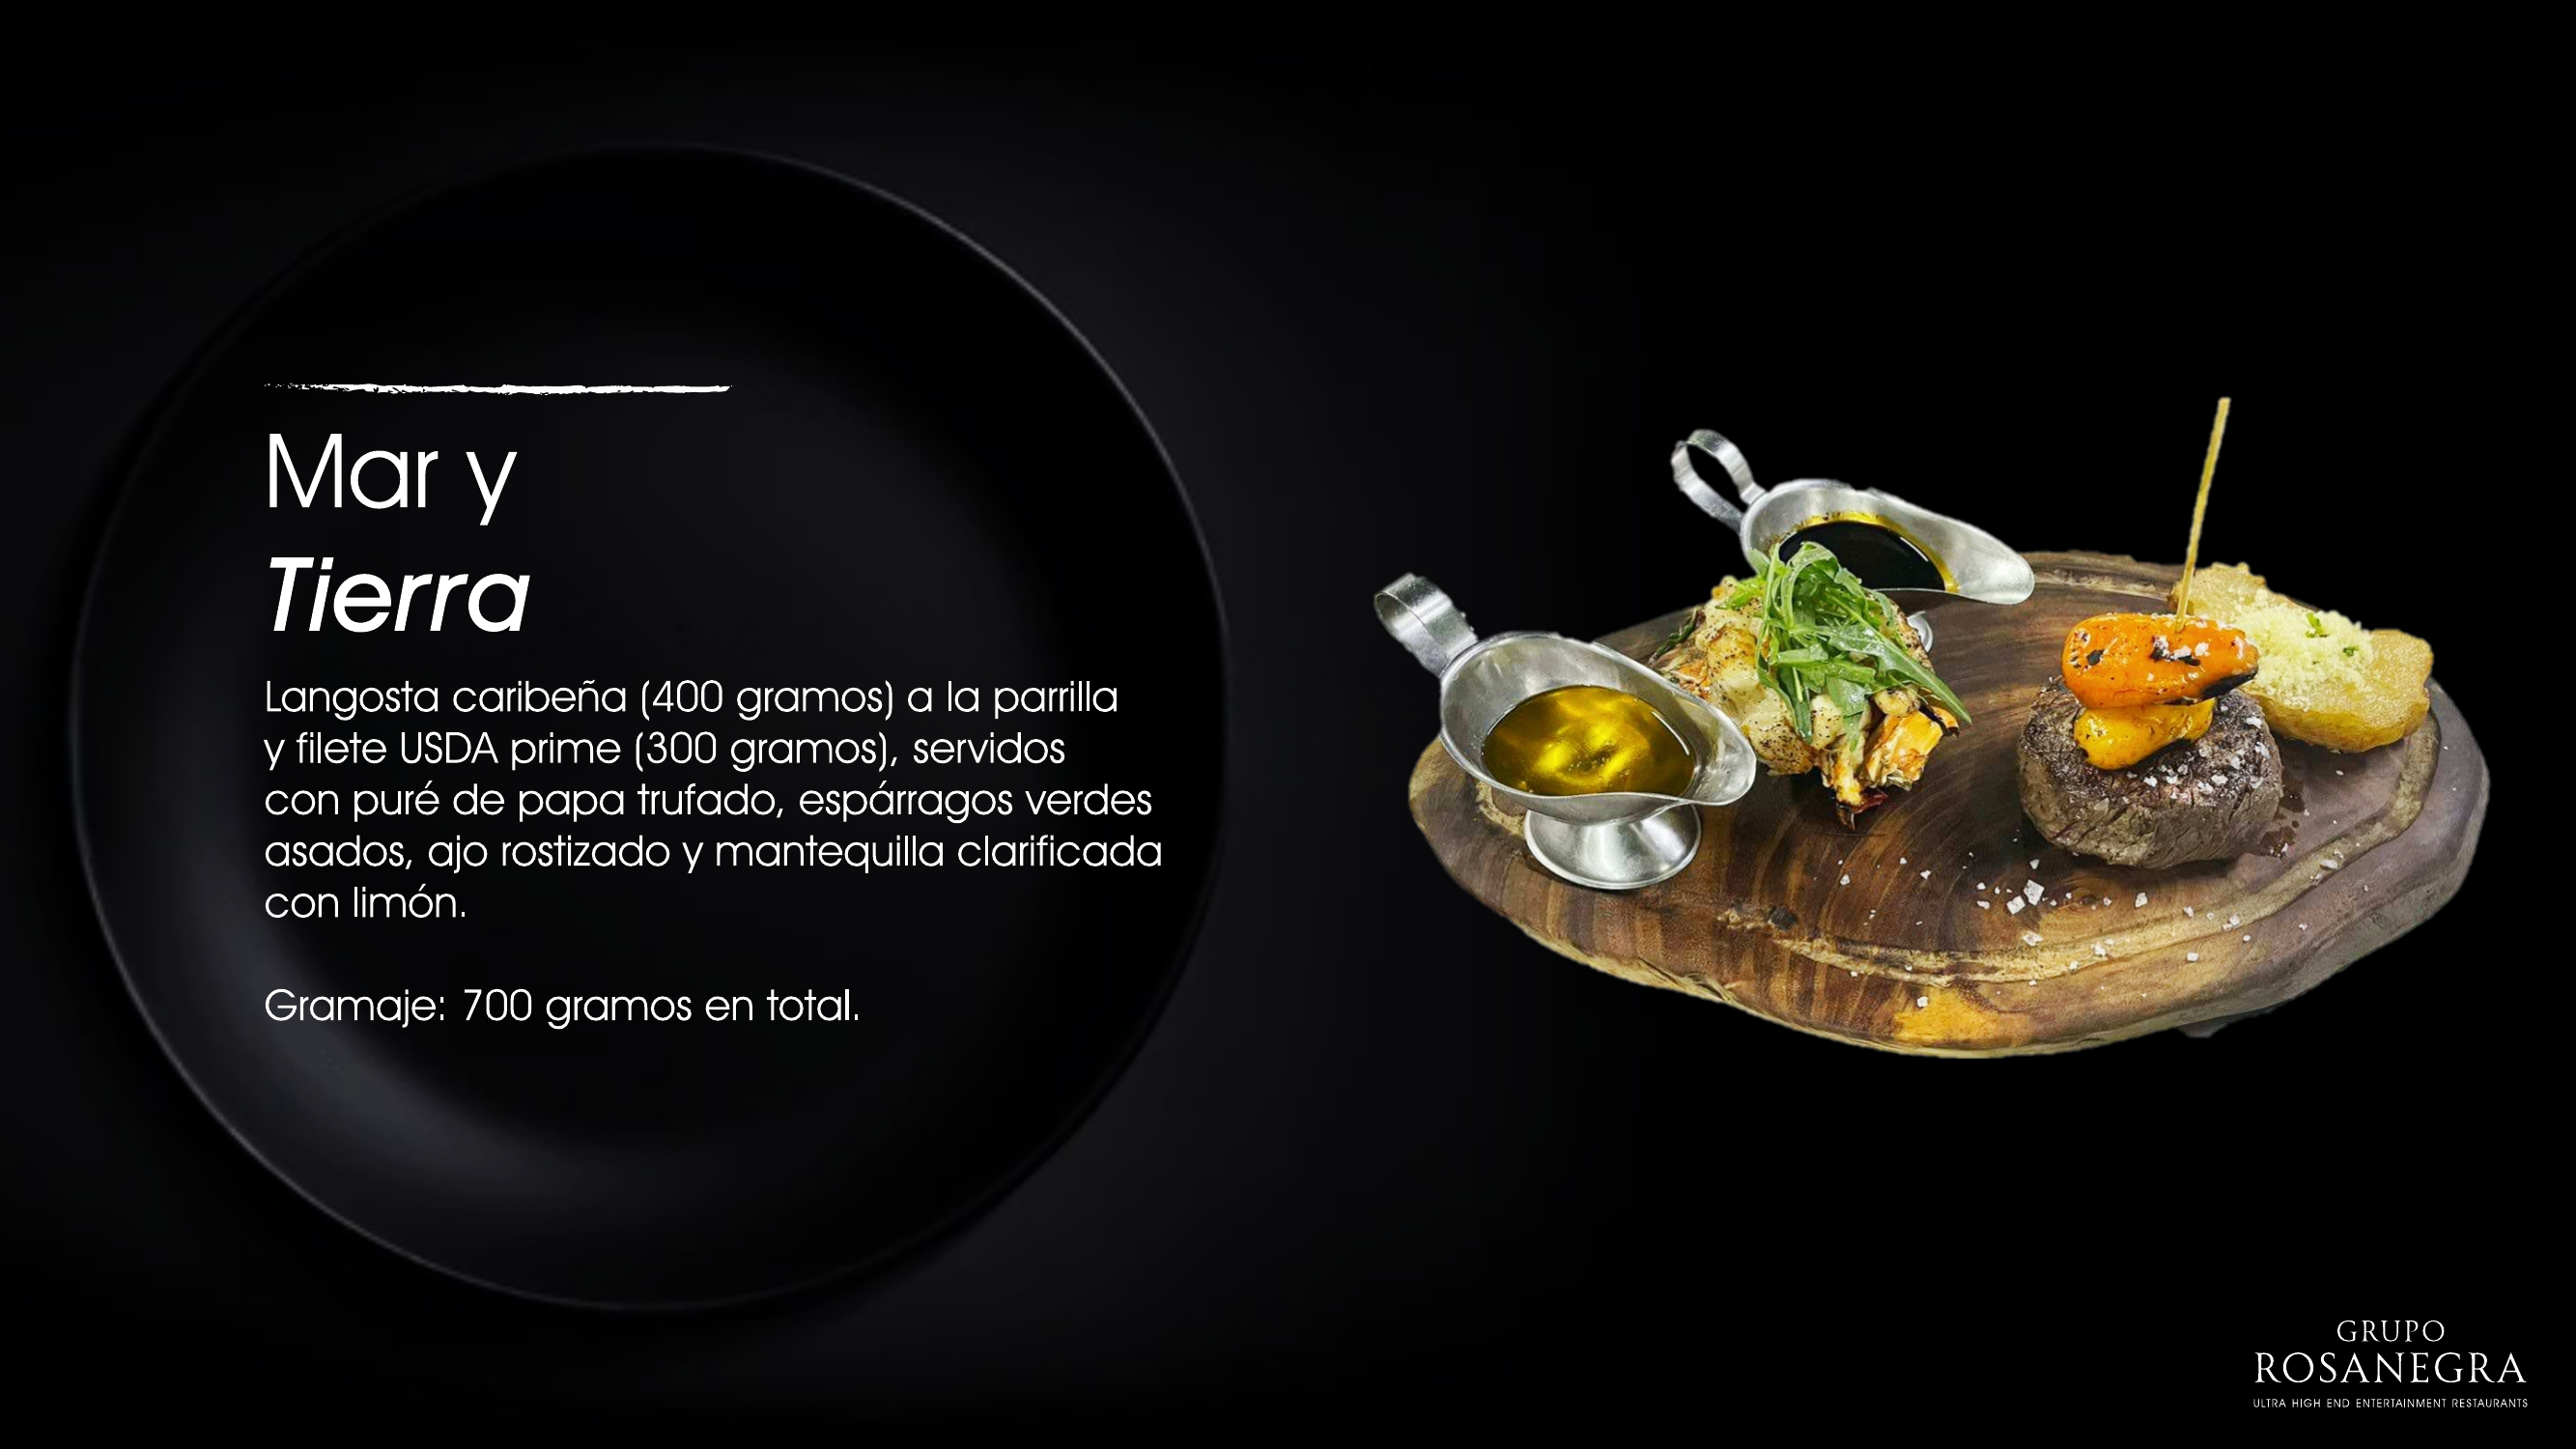 Mar y
Tierra
Langosta caribeña (400 gramos) a la parrilla
y filete USDA prime (300 gramos), servidos
con puré de papa trufado, espárragos verdes
asados, ajo rostizado y mantequilla clarificada
con limón.
Gramaje: 700 gramos en total.
GRUPO
ROSANEGRA
ULTRA HIGH END ENTERTAINMENT RESTAURANTS